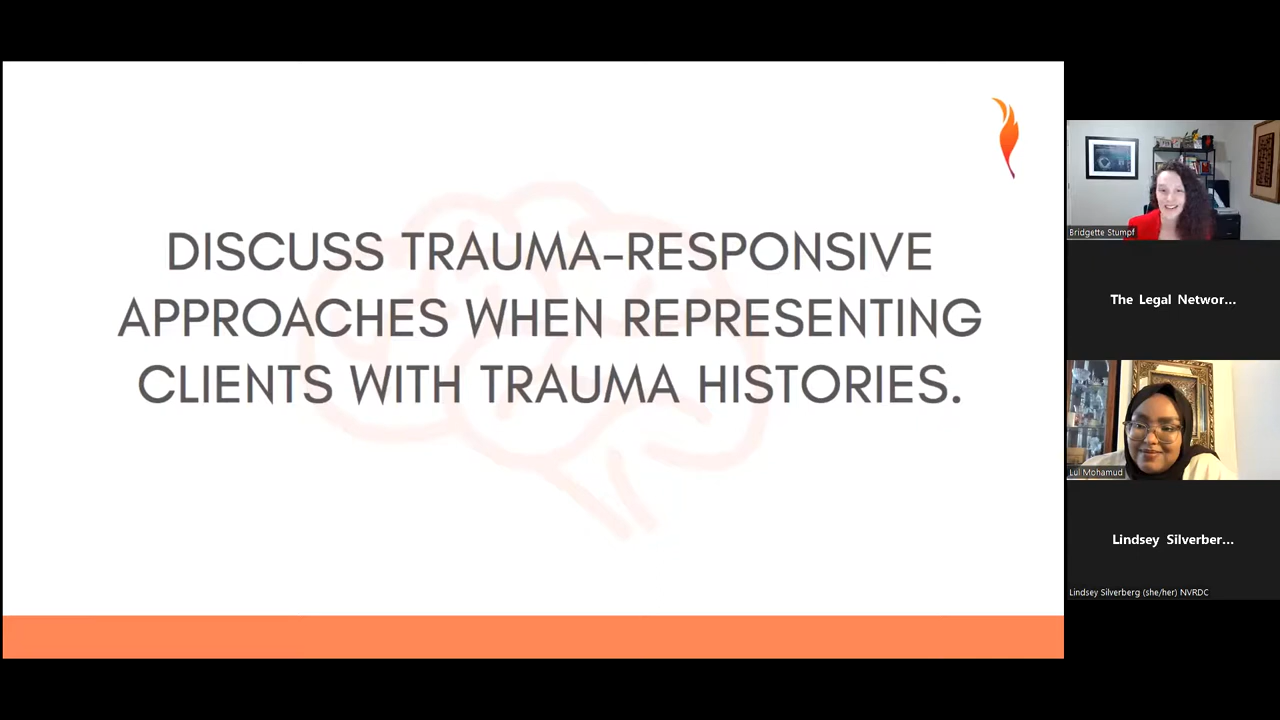 DISCUSS TRAUMA-RESPONSIVE
APPROACHES WHEN REPRESENTING
CLIENTS WITH TRAUMA HISTORIES.
Bridgette Stumpf
The Legal Networ...
Lul Mohamud
Lindsey Silverber...
Lindsey Silverberg (she/her) NVRDC